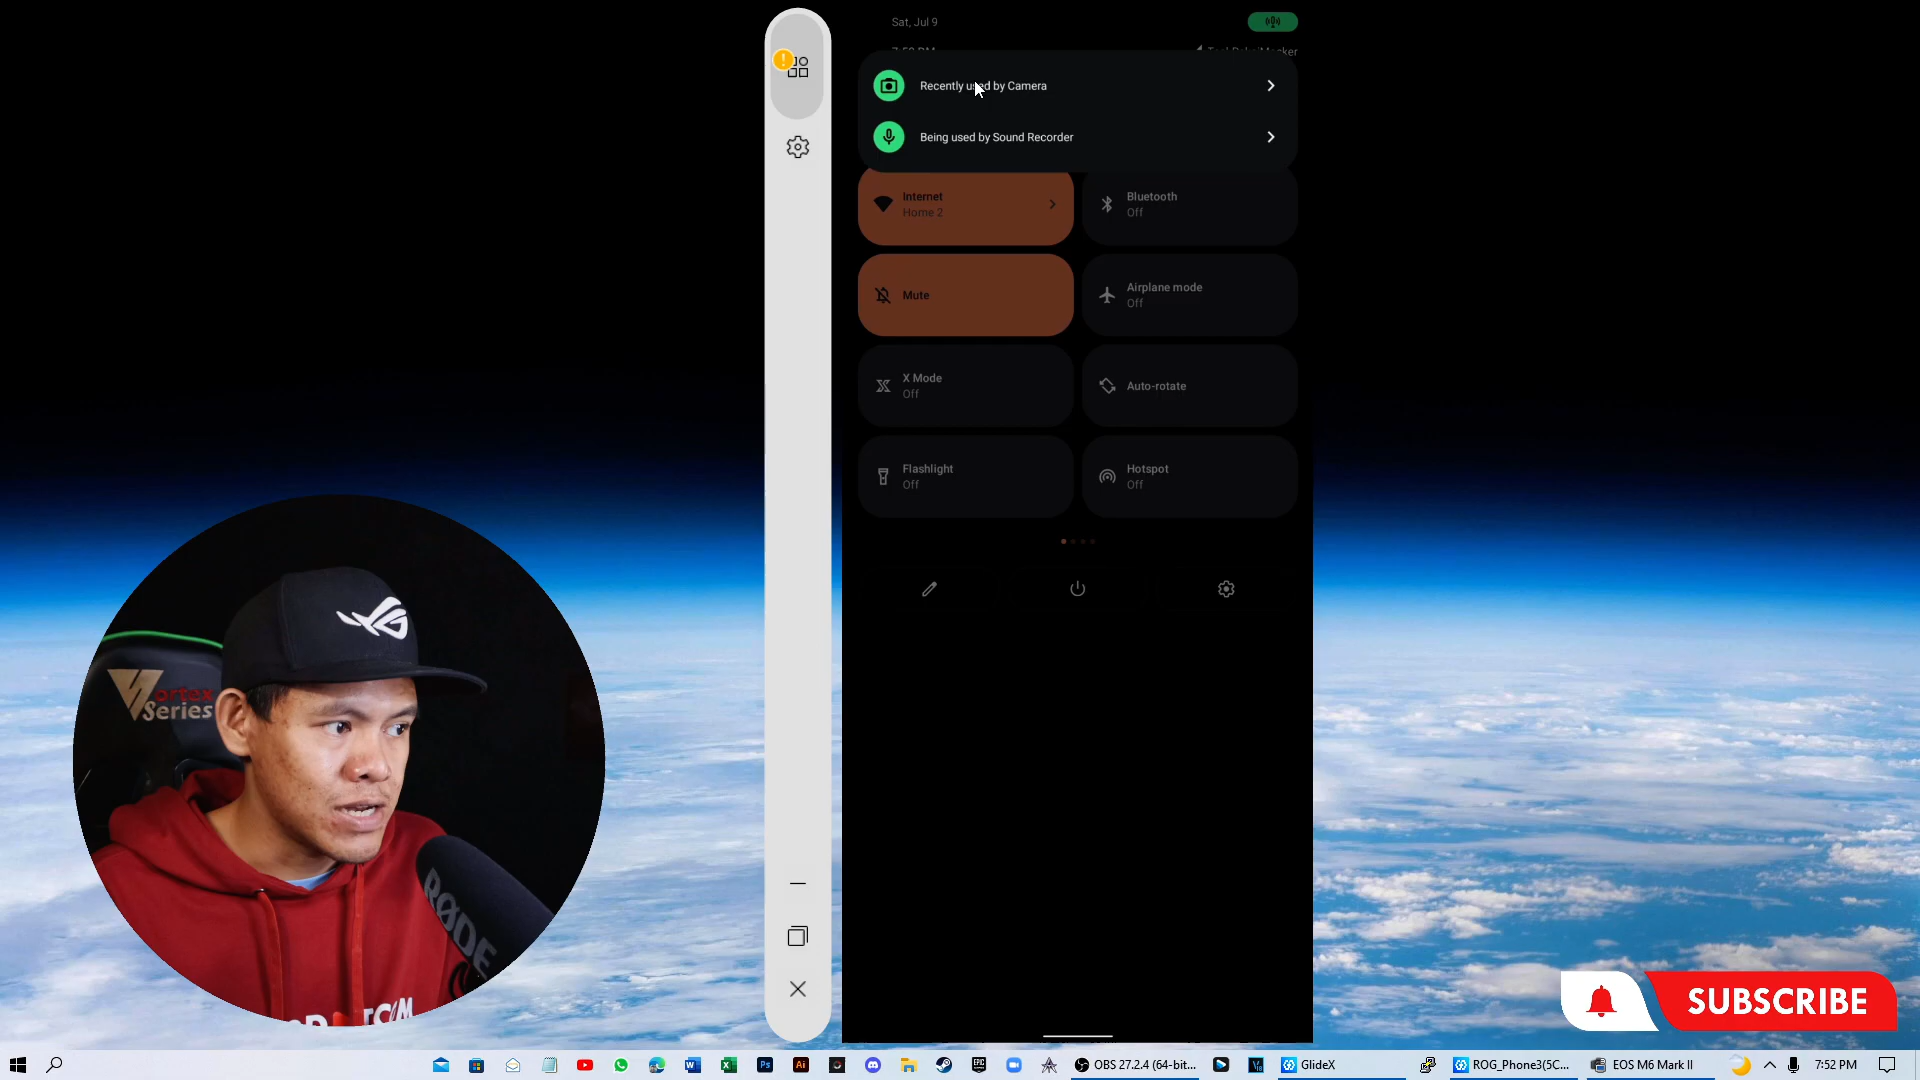 Sat, Jul 9
Recently used by Camera
Being used by Sound Recorder
Internet
Home 2
Bluetooth
Off
Mute
Airplane mode
Off
X Mode
Off
Auto-rotate
Flashlight
Off
Hotspot
Off
Vortex
Series
RØDE
SUBSCRIBE
OBS 27.2.4 (64-bit...
GlideX
ROG_Phone3(5C...
EOS M6 Mark II
7:52 PM